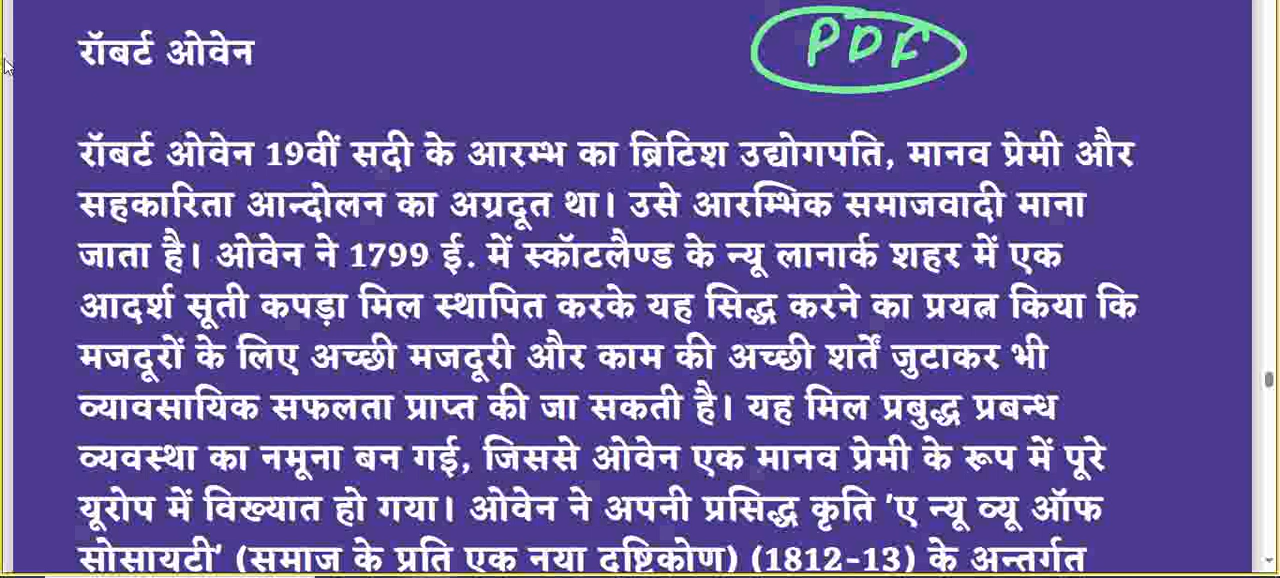 रॉबर्ट ओवेन
PDF
रॉबर्ट ओवेन 19वीं सदी के आरम्भ का ब्रिटिश उद्योगपति, मानव प्रेमी और
सहकारिता आन्दोलन का अग्रदूत था। उसे आरम्भिक समाजवादी माना
जाता है। ओवेन ने 1799 ई. में स्कॉटलैण्ड के न्यू लानार्क शहर में एक
आदर्श सूती कपड़ा मिल स्थापित करके यह सिद्ध करने का प्रयत्न किया कि
मजदूरों के लिए अच्छी मजदूरी और काम की अच्छी शर्तें जुटाकर भी
व्यावसायिक सफलता प्राप्त की जा सकती है। यह मिल प्रबुद्ध प्रबन्ध
व्यवस्था का नमूना बन गई, जिससे ओवेन एक मानव प्रेमी के रूप में पूरे
यूरोप में विख्यात हो गया। ओवेन ने अपनी प्रसिद्ध कृति 'ए न्यू व्यू ऑफ
सोसायटी' (समाज के प्रति एक नया दृष्टिकोण) (1812-13) के अन्तर्गत